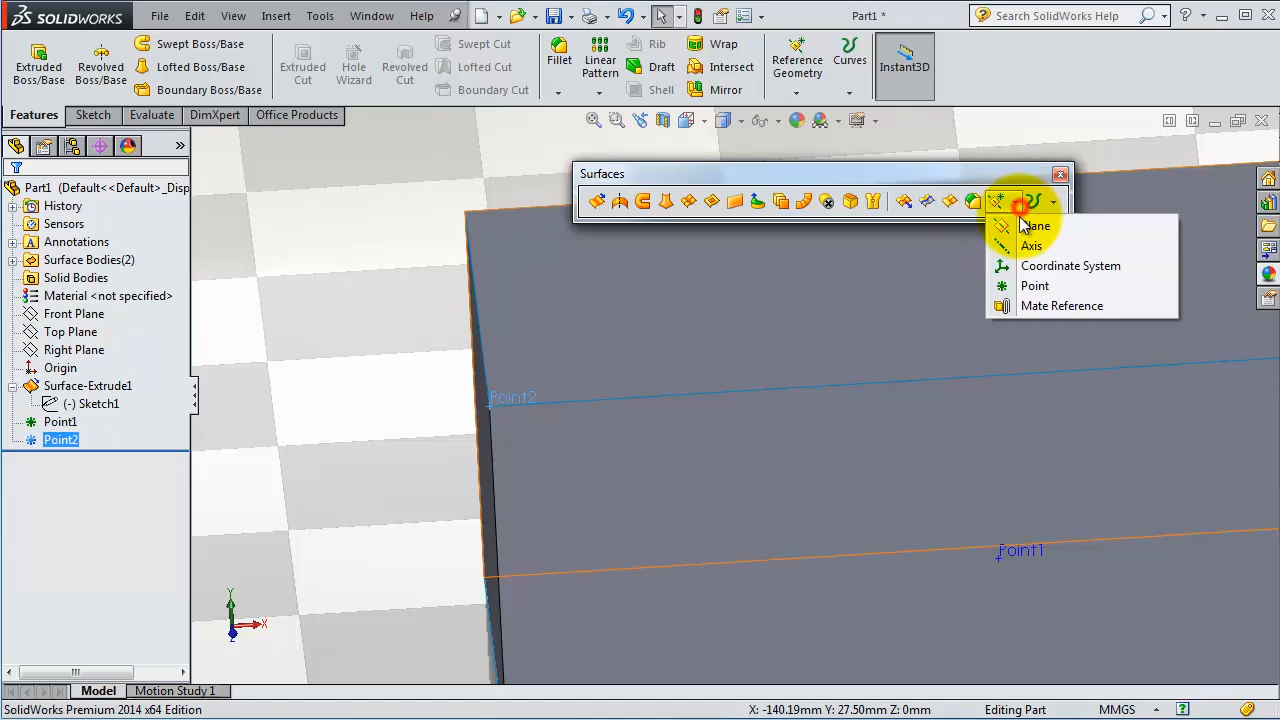 SOLIDWORKS File Edit View Insert Tools Window Help Part1 * Search SolidWorks Help
Extruded Boss/Base
Revolved Boss/Base
Swept Boss/Base
Lofted Boss/Base
Boundary Boss/Base
Extruded Cut
Hole Wizard
Revolved Cut
Swept Cut
Lofted Cut
Boundary Cut
Fillet
Linear Pattern
Rib
Draft
Shell
Wrap
Intersect
Mirror
Reference Geometry
Curves
Instant3D
Features Sketch Evaluate DimXpert Office Products
Part1 (Default<<Default>_Disp
History
Sensors
Annotations
Surface Bodies(2)
Solid Bodies
Material <not specified>
Front Plane
Top Plane
Right Plane
Origin
Surface-Extrude1
(-) Sketch1
Point1
Point2
Surfaces
Plane
Axis
Coordinate System
Point
Mate Reference
Point2
Point1
Y
X
Z
Model Motion Study 1
SolidWorks Premium 2014 x64 Edition X: -140.19mm Y: 27.50mm Z: 0mm Editing Part MMGS